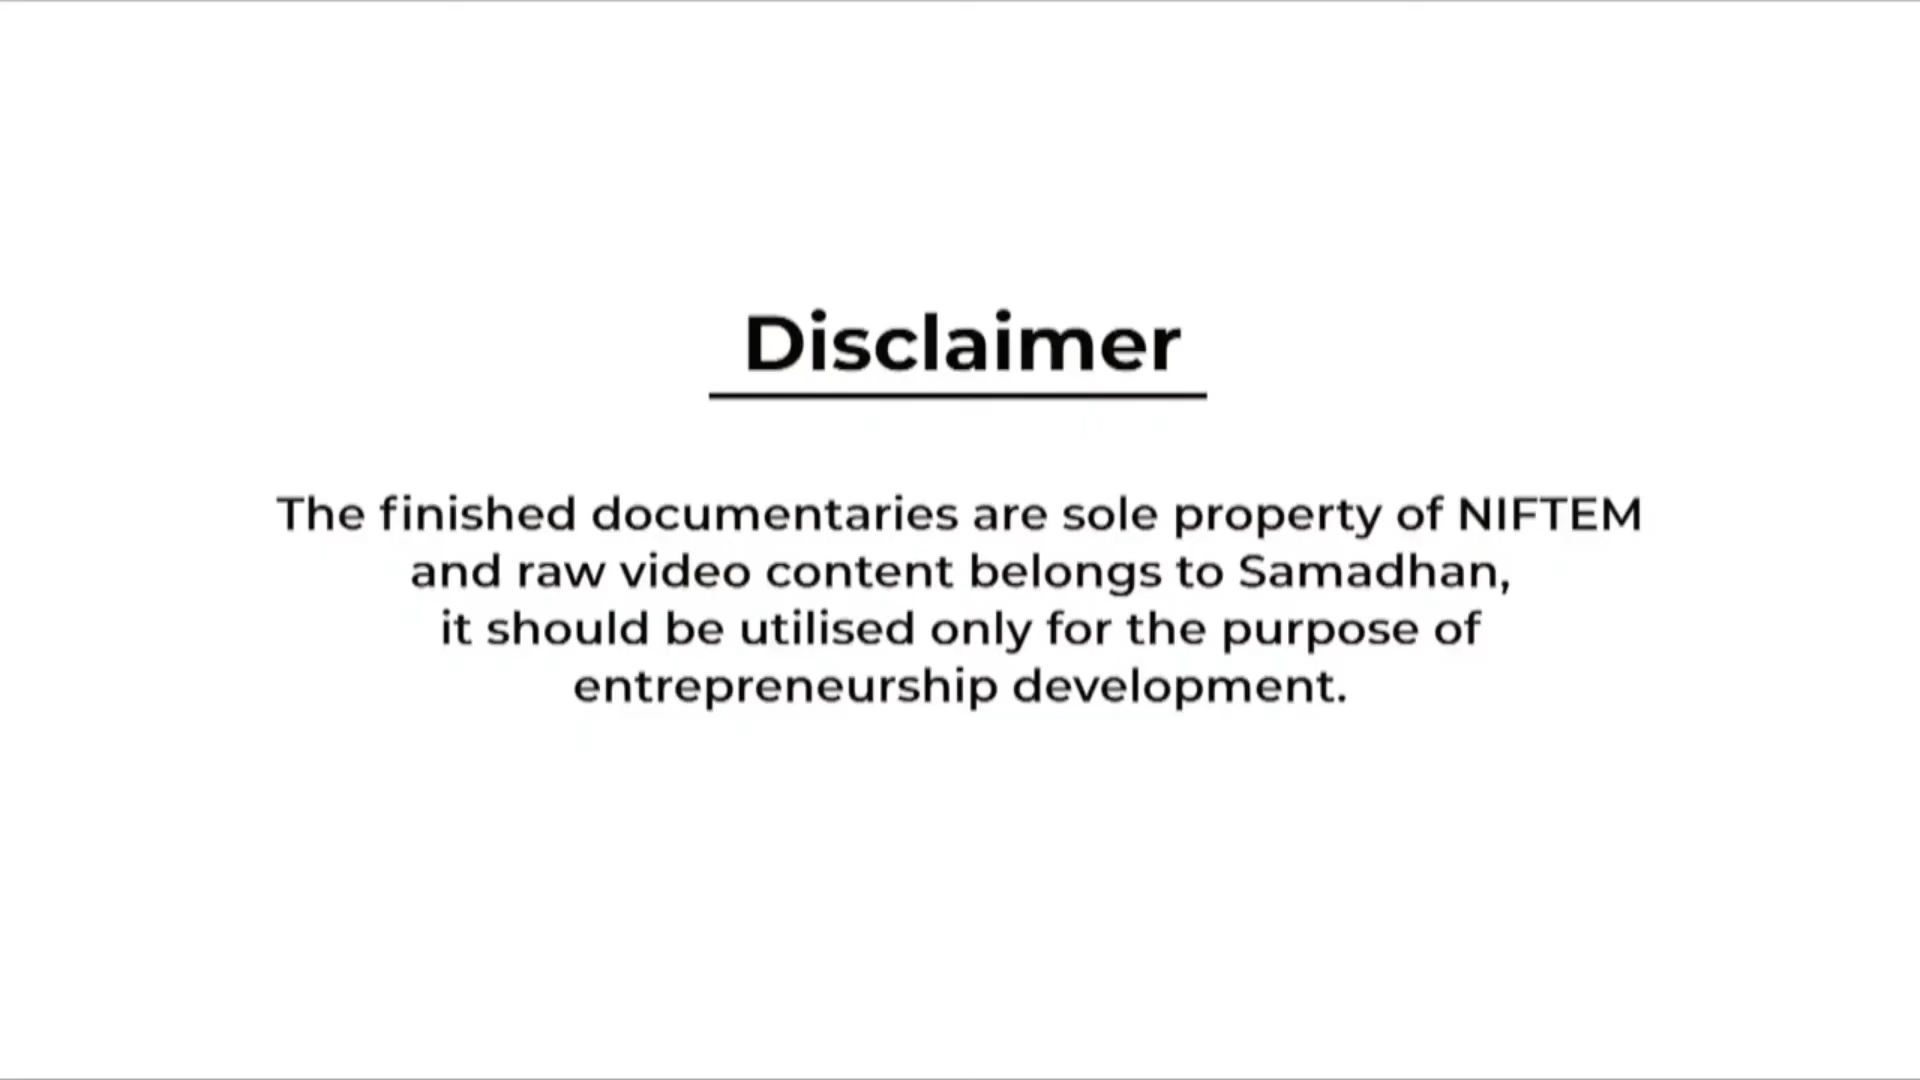 Disclaimer
The finished documentaries are sole property of NIFTEM
and raw video content belongs to Samadhan,
it should be utilised only for the purpose of
entrepreneurship development.